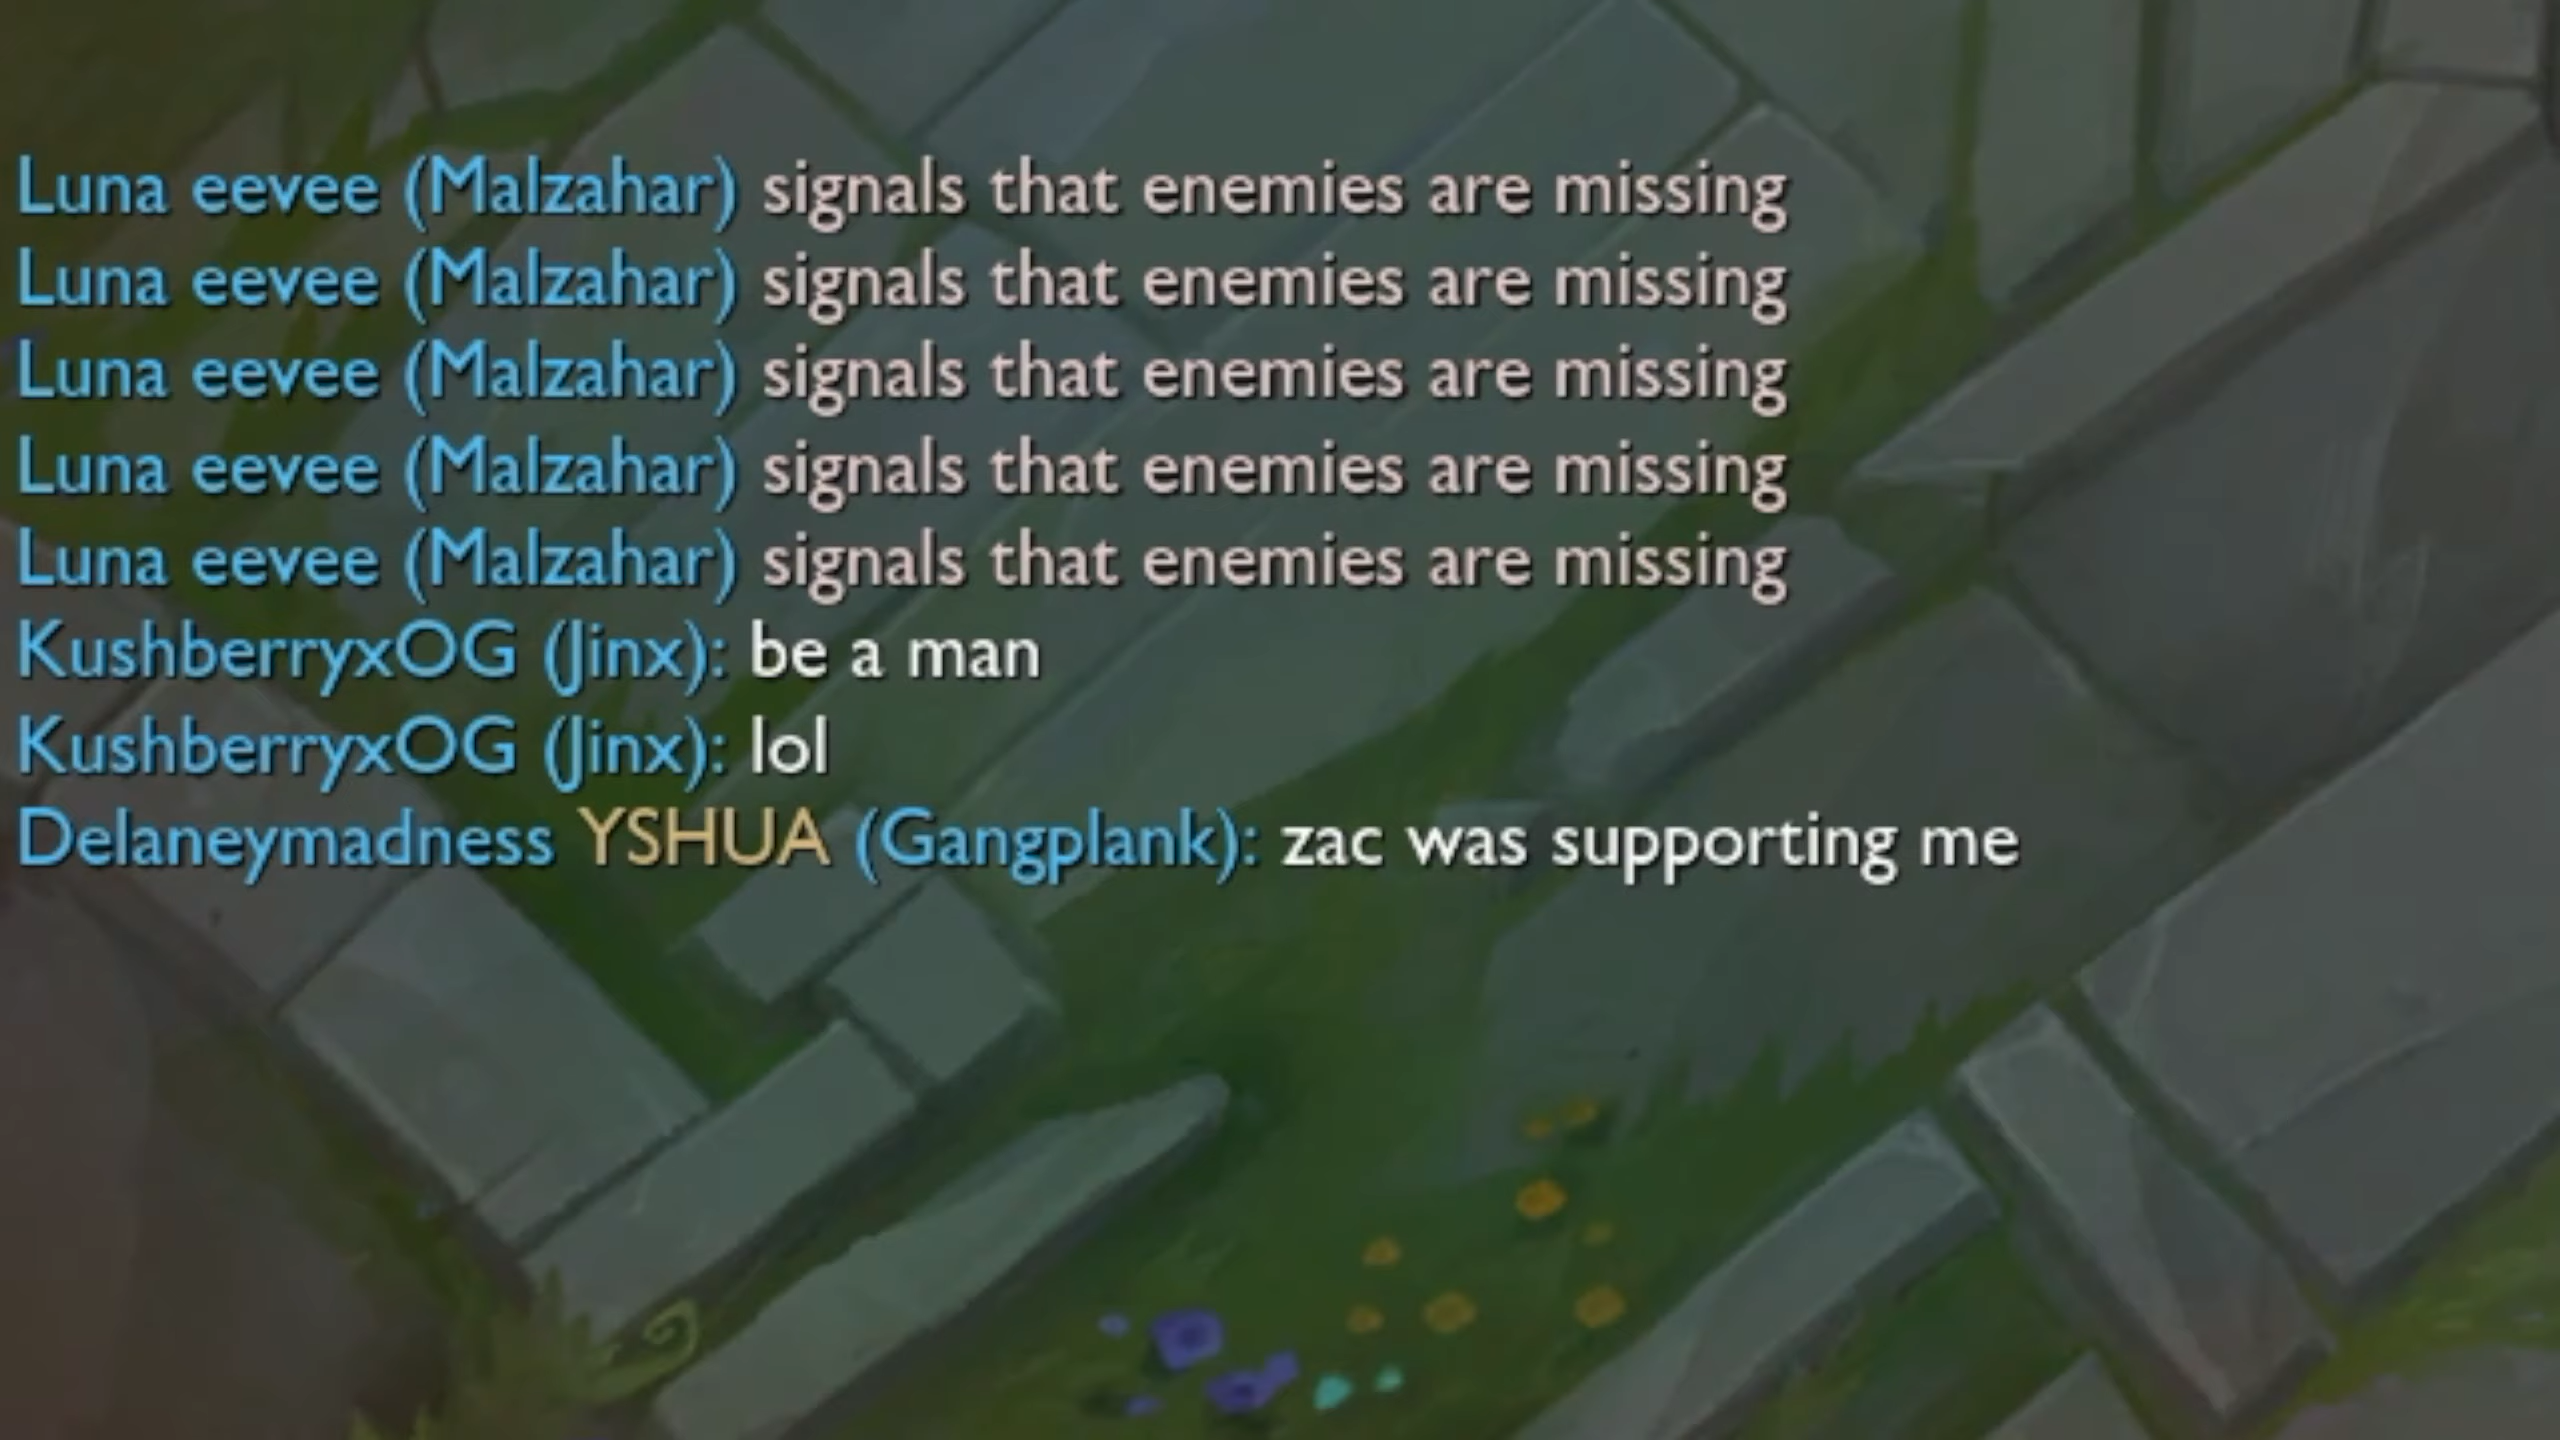 Luna eevee (Malzahar) signals that enemies are missing
Luna eevee (Malzahar) signals that enemies are missing
Luna eevee (Malzahar) signals that enemies are missing
Luna eevee (Malzahar) signals that enemies are missing
Luna eevee (Malzahar) signals that enemies are missing
KushberryxOG (Jinx): be a man
KushberryxOG (Jinx): lol
Delaneymadness YSHUA (Gangplank): zac was supporting me